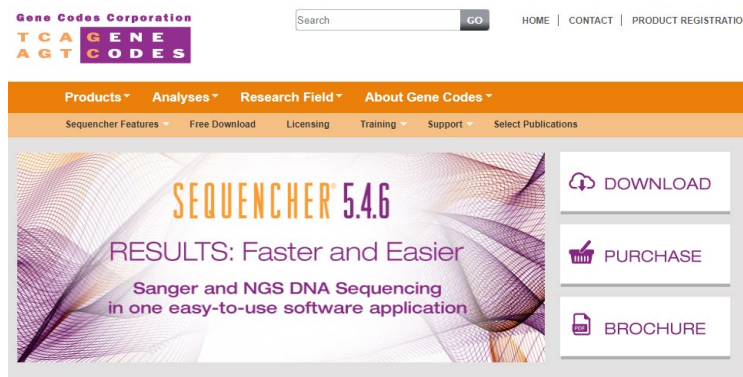 Gene Codes Corporation
T C A G E N E
A G T C O D E S
Search
GO
HOME | CONTACT | PRODUCT REGISTRATIO
Products Analyses Research Field About Gene Codes
Sequencher Features Free Download Licensing Training Support Select Publications
SEQUENCHER® 5.4.6
RESULTS: Faster and Easier
Sanger and NGS DNA Sequencing
in one easy-to-use software application
DOWNLOAD
PURCHASE
PDF BROCHURE